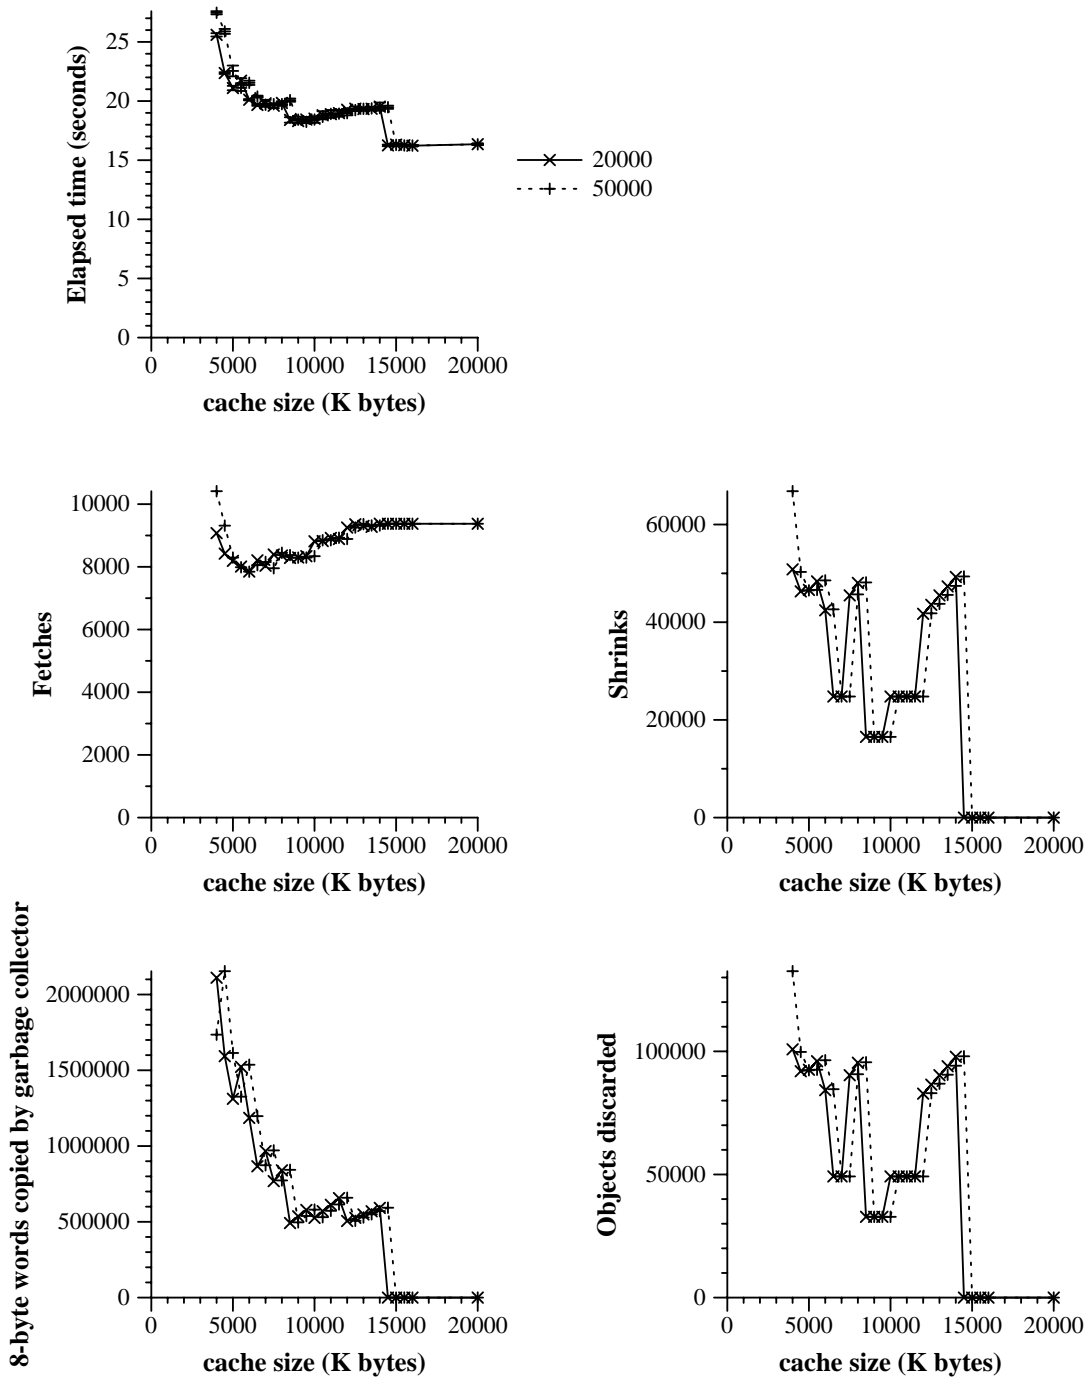 Elapsed time (seconds)
25
20
15
10
5
0
0 5000 10000 15000 20000
cache size (K bytes)
20000
50000
Fetches
10000
8000
6000
4000
2000
0
0 5000 10000 15000 20000
cache size (K bytes)
Shrinks
60000
40000
20000
0
0 5000 10000 15000 20000
cache size (K bytes)
8-byte words copied by garbage collector
2000000
1500000
1000000
500000
0
0 5000 10000 15000 20000
cache size (K bytes)
Objects discarded
100000
50000
0
0 5000 10000 15000 20000
cache size (K bytes)